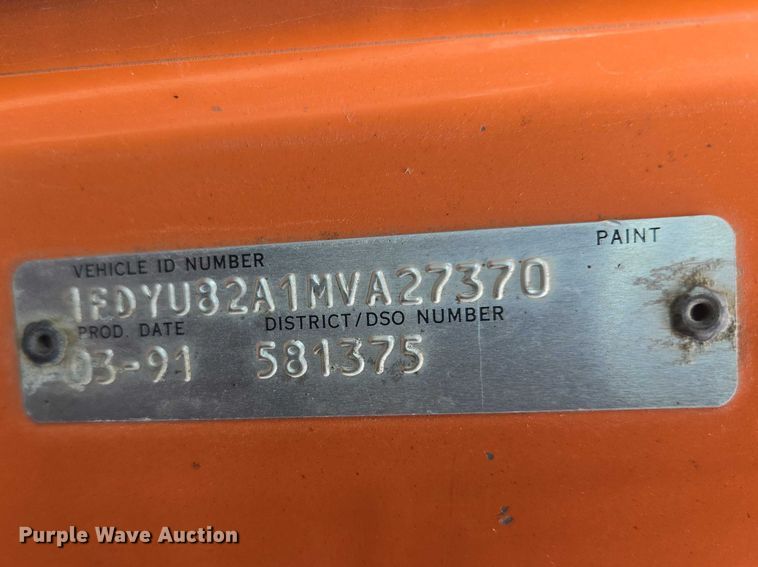 PAINT
VEHICLE ID NUMBER
1FDYU82A1MVA27370
PROD. DATE DISTRICT/DSO NUMBER
03-91 581375
Purple Wave Auction